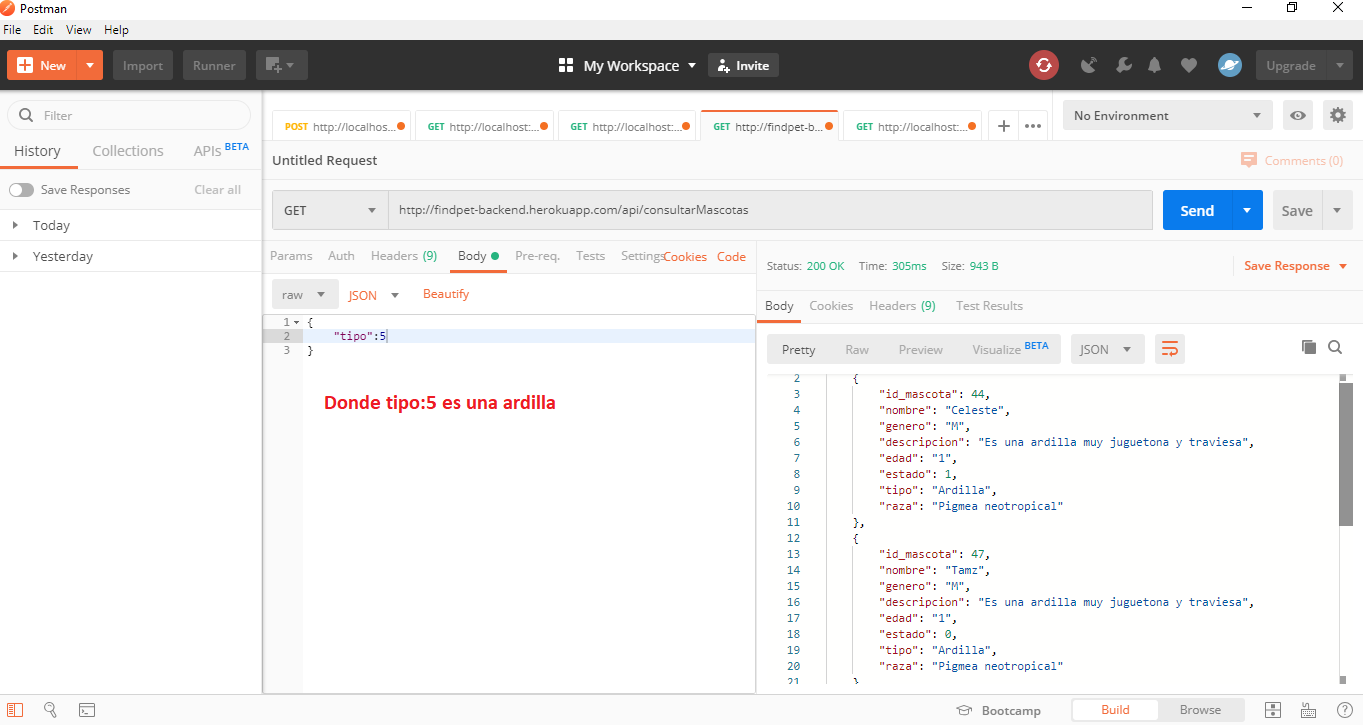 Postman
File Edit View Help
New Import Runner My Workspace Invite Upgrade
Filter
History Collections APIs BETA
Save Responses Clear all
Today
Yesterday
POST http://localhos... GET http://localhost:... GET http://localhost:... GET http://findpet-b... GET http://localhost:... + ••• No Environment
Untitled Request Comments (0)
GET http://findpet-backend.herokuapp.com/api/consultarMascotas Send Save
Params Auth Headers (9) Body Pre-req. Tests Settings Cookies Code
raw JSON Beautify
1 {
2 "tipo":5
3 }
Donde tipo:5 es una ardilla
Status: 200 OK Time: 305ms Size: 943 B Save Response
Body Cookies Headers (9) Test Results
Pretty Raw Preview Visualize BETA JSON
2 {
3 "id_mascota": 44,
4 "nombre": "Celeste",
5 "genero": "M",
6 "descripcion": "Es una ardilla muy juguetona y traviesa",
7 "edad": "1",
8 "estado": 1,
9 "tipo": "Ardilla",
10 "raza": "Pigmea neotropical"
11 },
12 {
13 "id_mascota": 47,
14 "nombre": "Tamz",
15 "genero": "M",
16 "descripcion": "Es una ardilla muy juguetona y traviesa",
17 "edad": "1",
18 "estado": 0,
19 "tipo": "Ardilla",
20 "raza": "Pigmea neotropical"
21 }
Bootcamp Build Browse